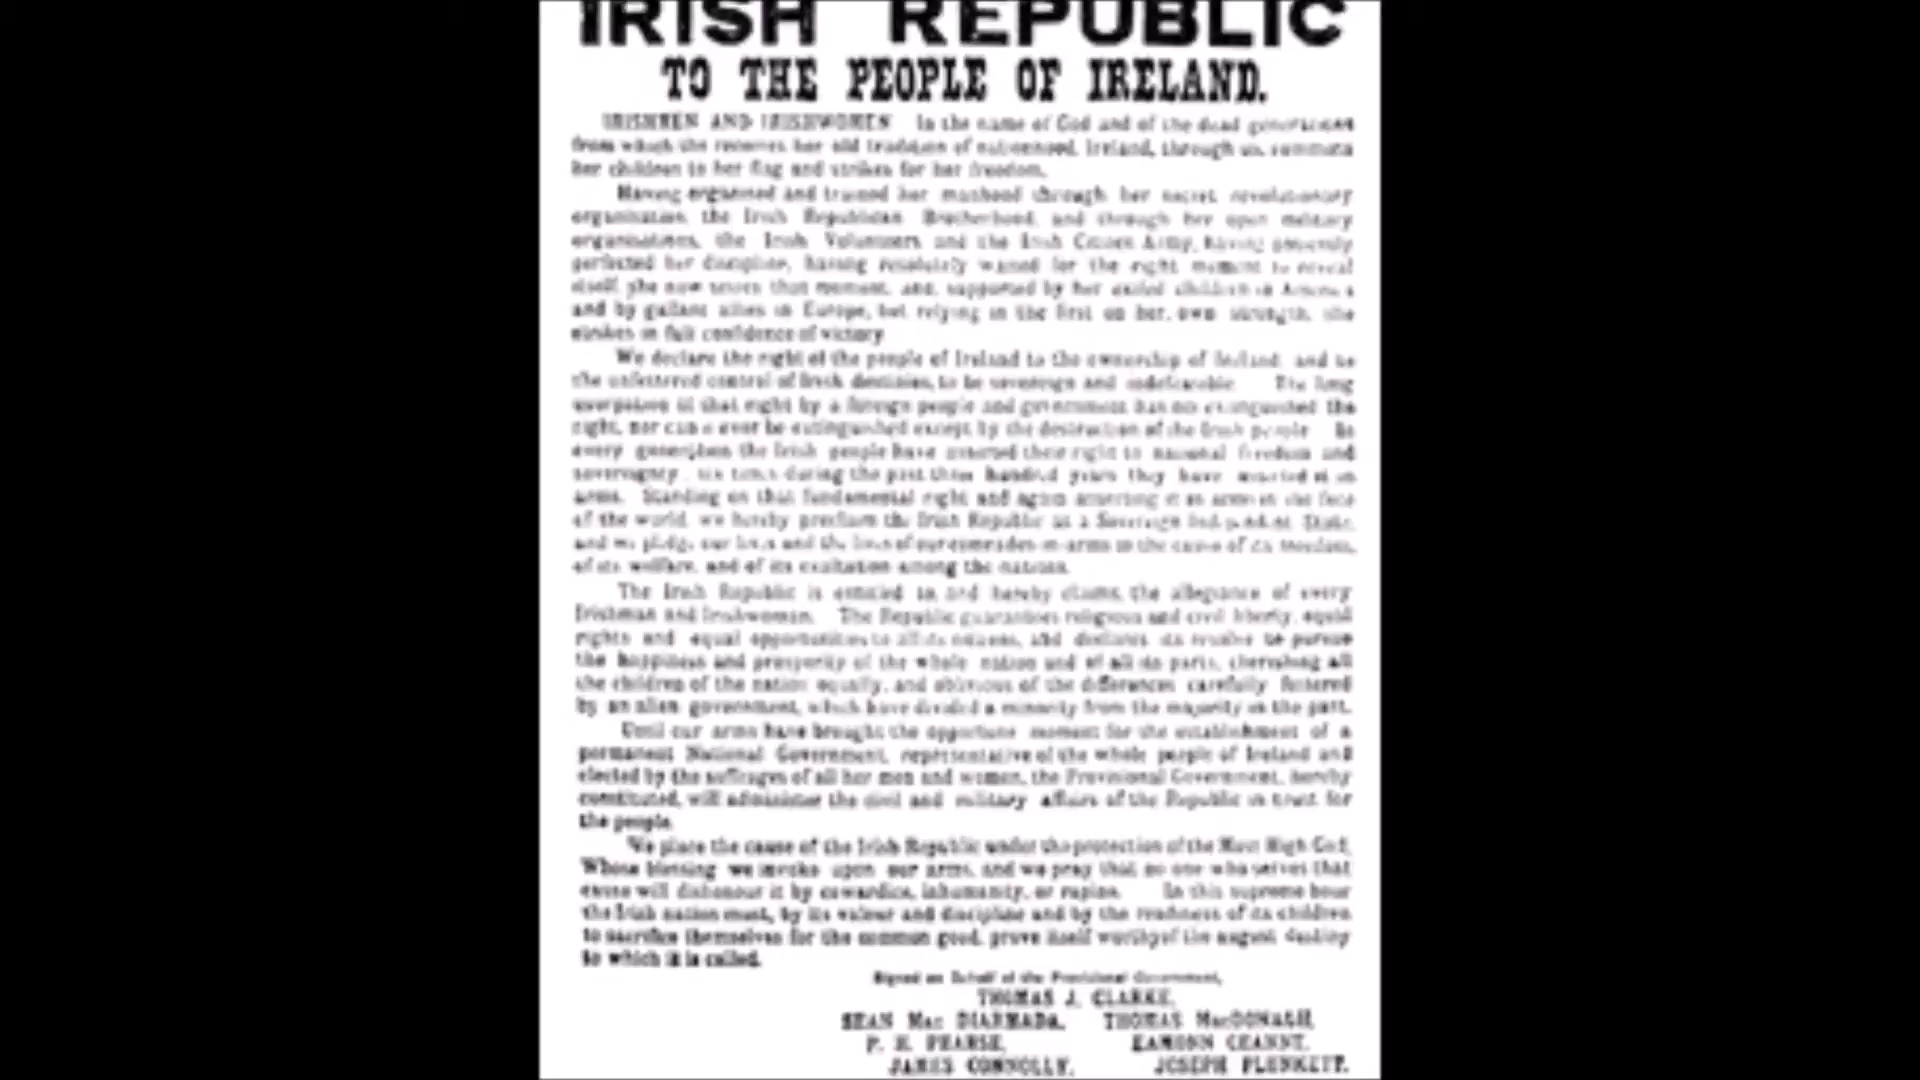 IRISH REPUBLIC
TO THE PEOPLE OF IRELAND.
IRISHMEN AND IRISHWOMEN In the name of God and of the dead generations
from which she receives her old tradition of nationhood, Ireland, through us, summons
her children to her flag and strikes for her freedom.
Having organised and trained her manhood through her secret revolutionary
organisation, the Irish Republican Brotherhood, and through her open military
organisations, the Irish Volunteers and the Irish Citizen Army, having patiently
perfected her discipline, having resolutely waited for the right moment to reveal
itself, she now seizes that moment, and, supported by her exiled children in America
and by gallant allies in Europe, but relying in the first on her own strength, she
strikes in full confidence of victory
We declare the right of the people of Ireland to the ownership of Ireland, and to
the unfettered control of Irish destinies, to be sovereign and indefeasible The long
usurpation of that right by a foreign people and government has not extinguished the
right, nor can it ever be extinguished except by the destruction of the Irish people In
every generation the Irish people have asserted their right to national freedom and
sovereignty, six times during the past three hundred years they have asserted it in
arms. Standing on that fundamental right and again asserting it in arms in the face
of the world, we hereby proclaim the Irish Republic as a Sovereign Independent State,
and we pledge our lives and the lives of our comrades-in-arms to the cause of its freedom,
of its welfare, and of its exaltation among the nations.
The Irish Republic is entitled to, and hereby claims, the allegiance of every
Irishman and Irishwoman. The Republic guarantees religious and civil liberty, equal
rights and equal opportunities to all its citizens, and declares its resolve to pursue
the happiness and prosperity of the whole nation and of all its parts, cherishing all
the children of the nation equally, and oblivious of the differences carefully fostered
by an alien government, which have divided a minority from the majority in the past.
Until our arms have brought the opportune moment for the establishment of a
permanent National Government, representative of the whole people of Ireland and
elected by the suffrages of all her men and women, the Provisional Government, hereby
constituted, will administer the civil and military affairs of the Republic in trust for
the people.
We place the cause of the Irish Republic under the protection of the Most High God,
Whose blessing we invoke upon our arms, and we pray that no one who serves that
cause will dishonour it by cowardice, inhumanity, or rapine. In this supreme hour
the Irish nation must, by its valour and discipline and by the readiness of its children
to sacrifice themselves for the common good, prove itself worthy of the august destiny
to which it is called.
Signed on Behalf of the Provisional Government,
THOMAS J. CLARKE,
SEAN Mac DIARMADA, THOMAS MacDONAGH,
P. H. PEARSE, EAMONN CEANNT,
JAMES CONNOLLY, JOSEPH PLUNKETT.